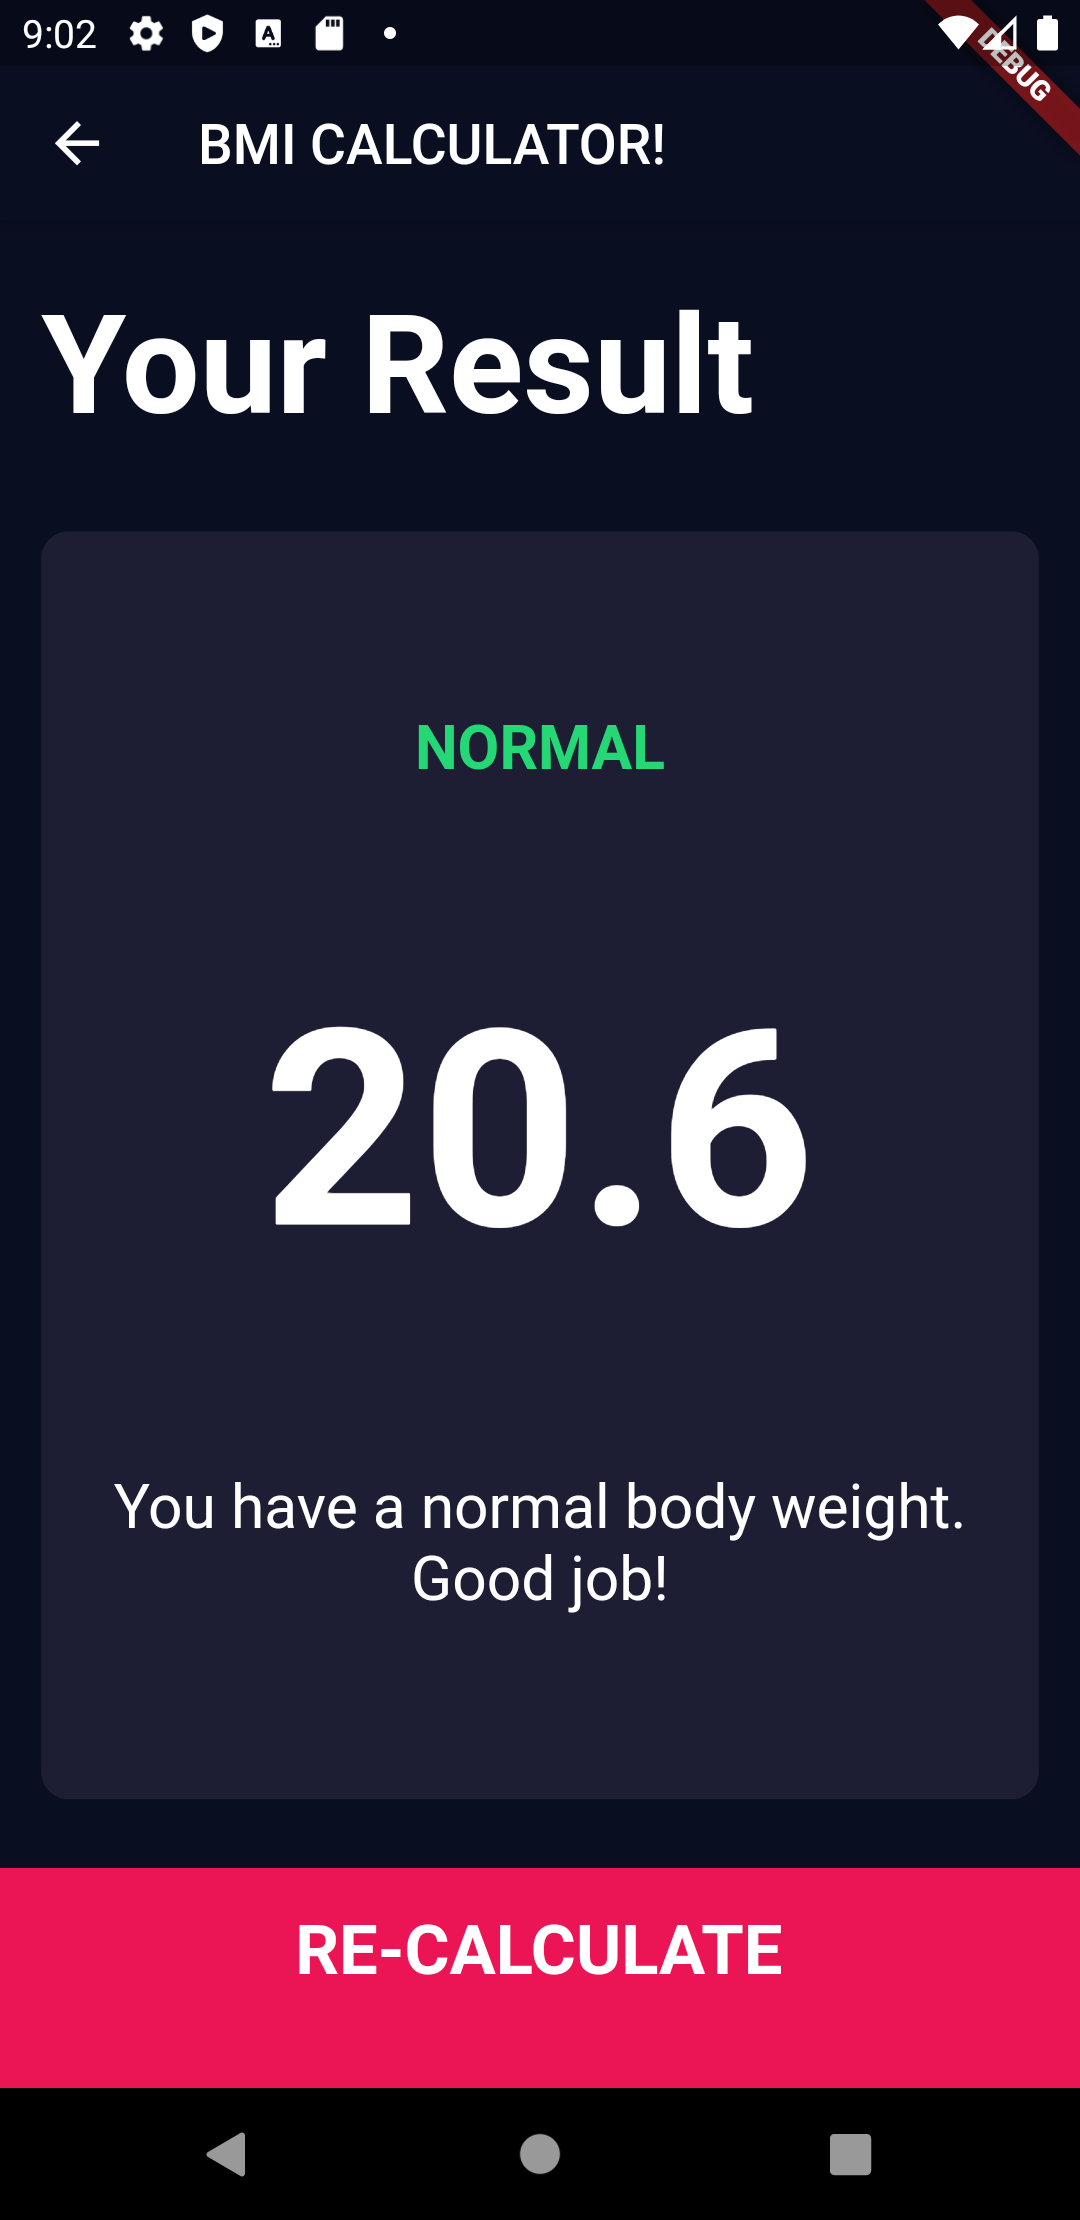 9:02
DEBUG
BMI CALCULATOR!
Your Result
NORMAL
20.6
You have a normal body weight.
Good job!
RE-CALCULATE